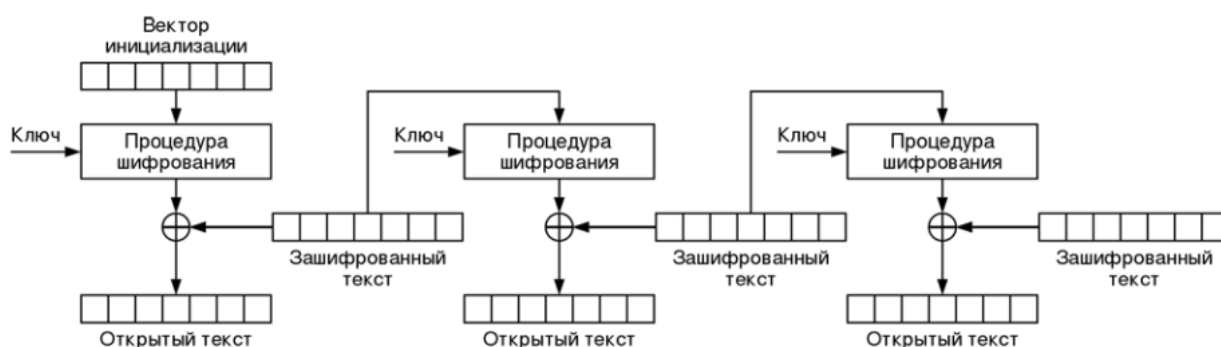 Вектор
инициализации
Ключ
Процедура
шифрования
Ключ
Процедура
шифрования
Ключ
Процедура
шифрования
Зашифрованный
текст
Зашифрованный
текст
Зашифрованный
текст
Открытый текст
Открытый текст
Открытый текст